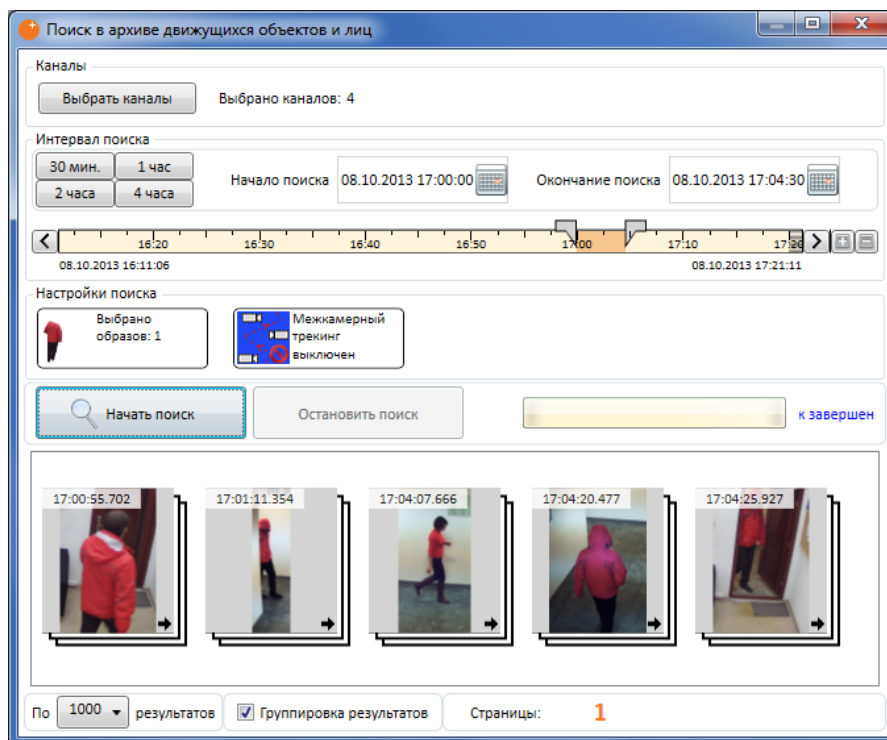 Поиск в архиве движущихся объектов и лиц
Каналы
Выбрать каналы Выбрано каналов: 4
Интервал поиска
30 мин. 1 час
2 часа 4 часа
Начало поиска 08.10.2013 17:00:00 Окончание поиска 08.10.2013 17:04:30
16:20 16:30 16:40 16:50 17:00 17:10 17:20
08.10.2013 16:11:06 08.10.2013 17:21:11
Настройки поиска
Выбрано
образов: 1
Межкамерный
трекинг
выключен
Начать поиск Остановить поиск к завершен
17:00:55.702 17:01:11.354 17:04:07.666 17:04:20.477 17:04:25.927
По 1000 результатов Группировка результатов Страницы: 1